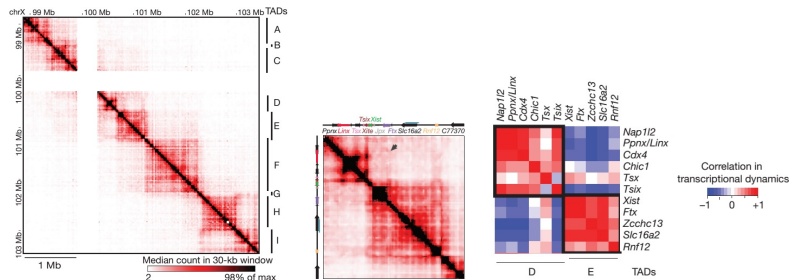 chrX 99 Mb 100 Mb 101 Mb 102 Mb 103 Mb TADs
99 Mb
100 Mb
101 Mb
102 Mb
103 Mb
A
B
C
D
E
F
G
H
I
1 Mb
Median count in 30-kb window
2 98% of max
Tsix Xist
Ppnx Linx Tsx Xite Jpx Ftx Slc16a2 Rnf12 C77370
Nap1l2
Ppnx/Linx
Cdx4
Chic1
Tsx
Tsix
Xist
Ftx
Zcchc13
Slc16a2
Rnf12
Nap1l2
Ppnx/Linx
Cdx4
Chic1
Tsx
Tsix
Xist
Ftx
Zcchc13
Slc16a2
Rnf12
D E TADs
Correlation in
transcriptional dynamics
−1 0 +1